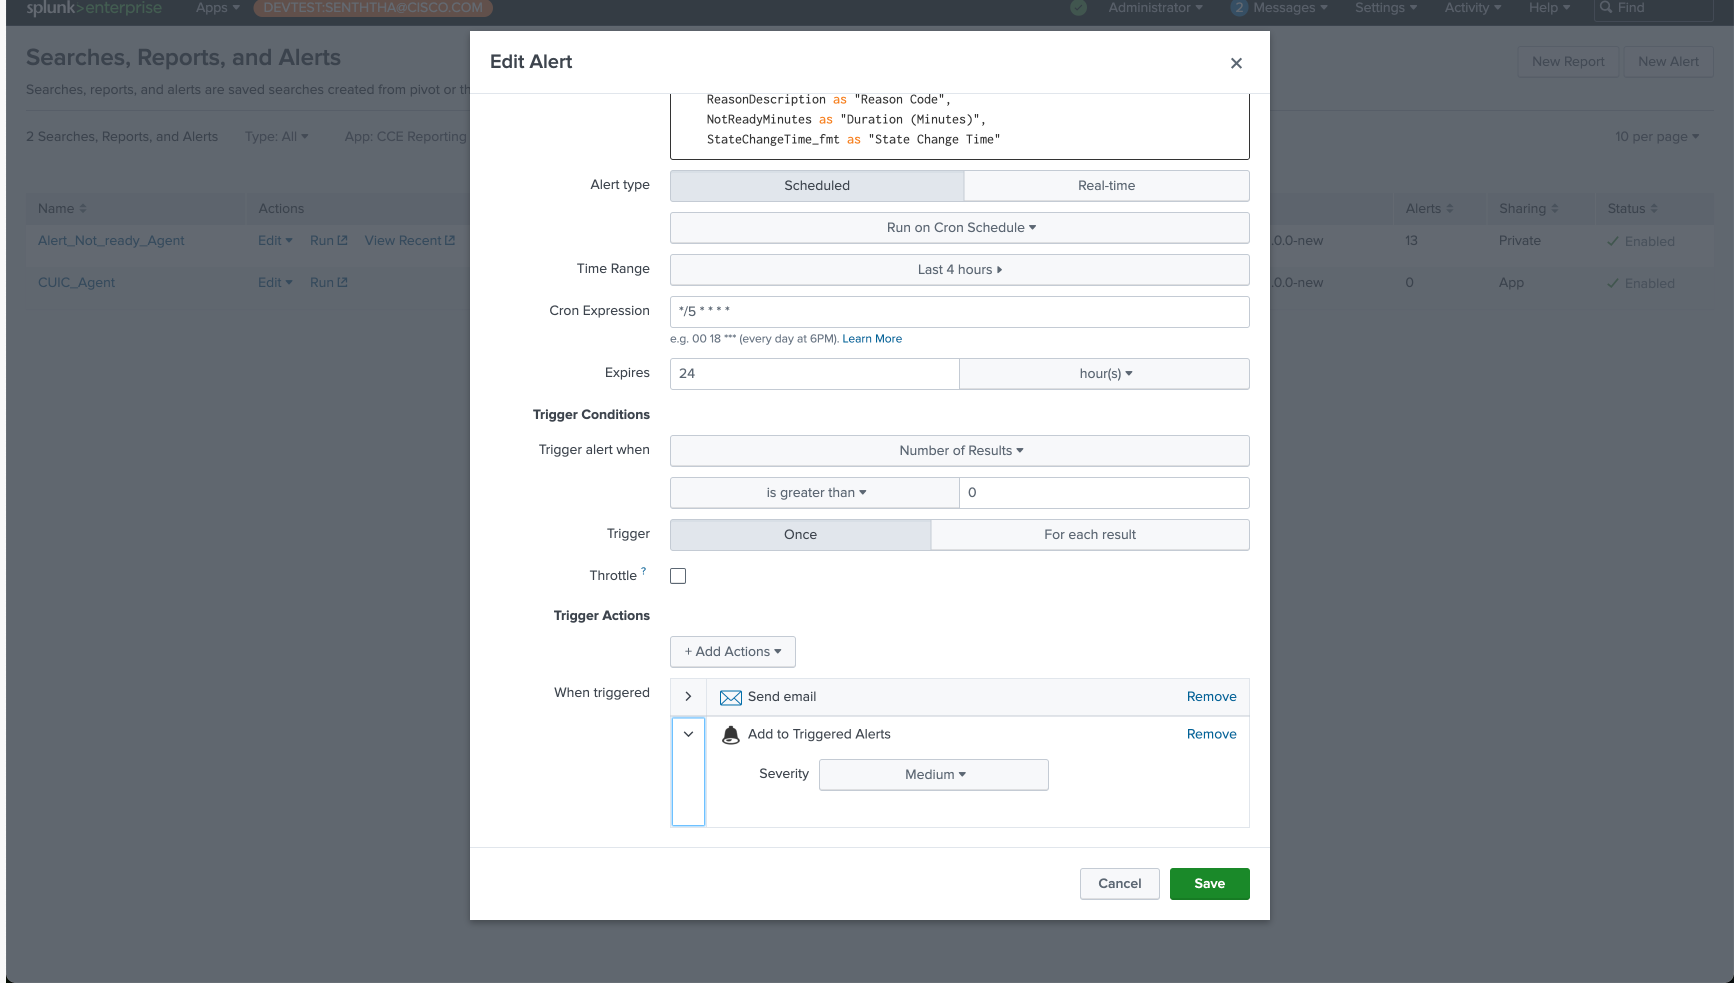 splunk>enterprise Apps DEVTEST:SENTHTHA@CISCO.COM Administrator 2 Messages Settings Activity Help Find
Searches, Reports, and Alerts
New Report New Alert
Searches, reports, and alerts are saved searches created from pivot or th
2 Searches, Reports, and Alerts Type: All App: CCE Reporting 10 per page
Name Actions Alerts Sharing Status
Alert_Not_ready_Agent Edit Run View Recent .0.0-new 13 Private Enabled
CUIC_Agent Edit Run .0.0-new 0 App Enabled
Edit Alert
ReasonDescription as "Reason Code",
NotReadyMinutes as "Duration (Minutes)",
StateChangeTime_fmt as "State Change Time"
Alert type Scheduled Real-time
Run on Cron Schedule
Time Range Last 4 hours
Cron Expression */5 * * * *
e.g. 00 18 *** (every day at 6PM). Learn More
Expires 24 hour(s)
Trigger Conditions
Trigger alert when Number of Results
is greater than 0
Trigger Once For each result
Throttle ?
Trigger Actions
+ Add Actions
When triggered Send email Remove
Add to Triggered Alerts Remove
Severity Medium
Cancel Save